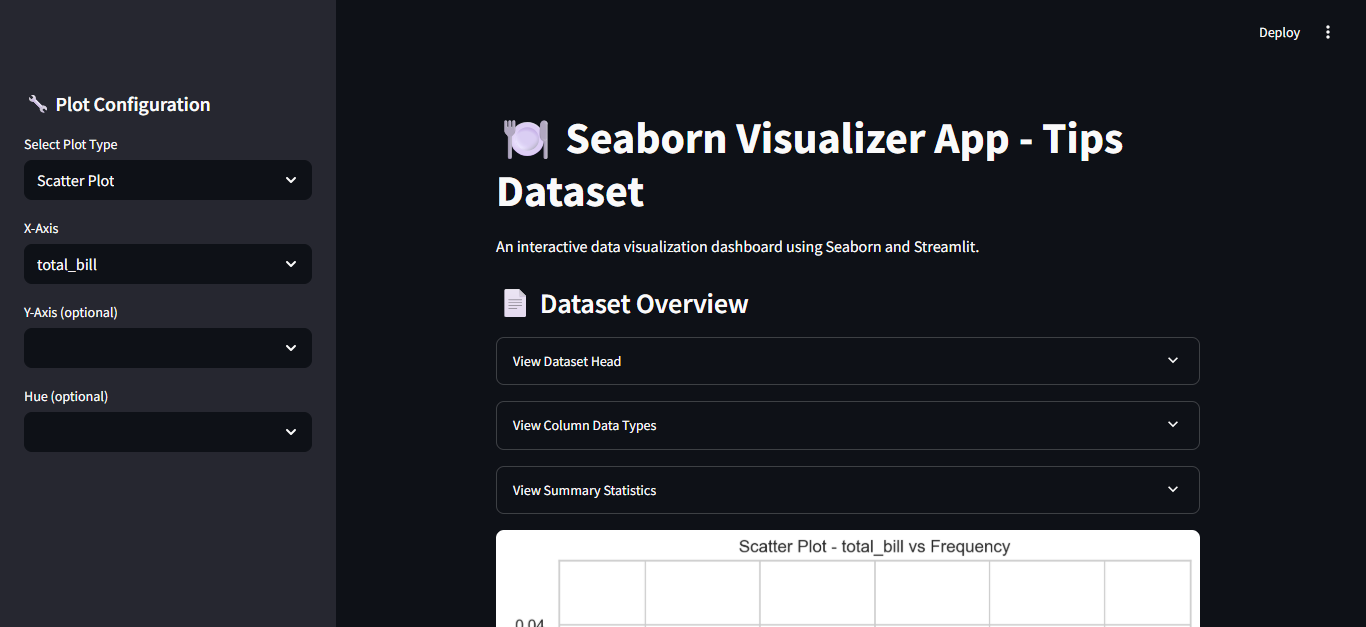 Deploy
Plot Configuration
Select Plot Type
Scatter Plot
X-Axis
total_bill
Y-Axis (optional)
Hue (optional)
Seaborn Visualizer App - Tips
Dataset
An interactive data visualization dashboard using Seaborn and Streamlit.
Dataset Overview
View Dataset Head
View Column Data Types
View Summary Statistics
Scatter Plot - total_bill vs Frequency
0.04